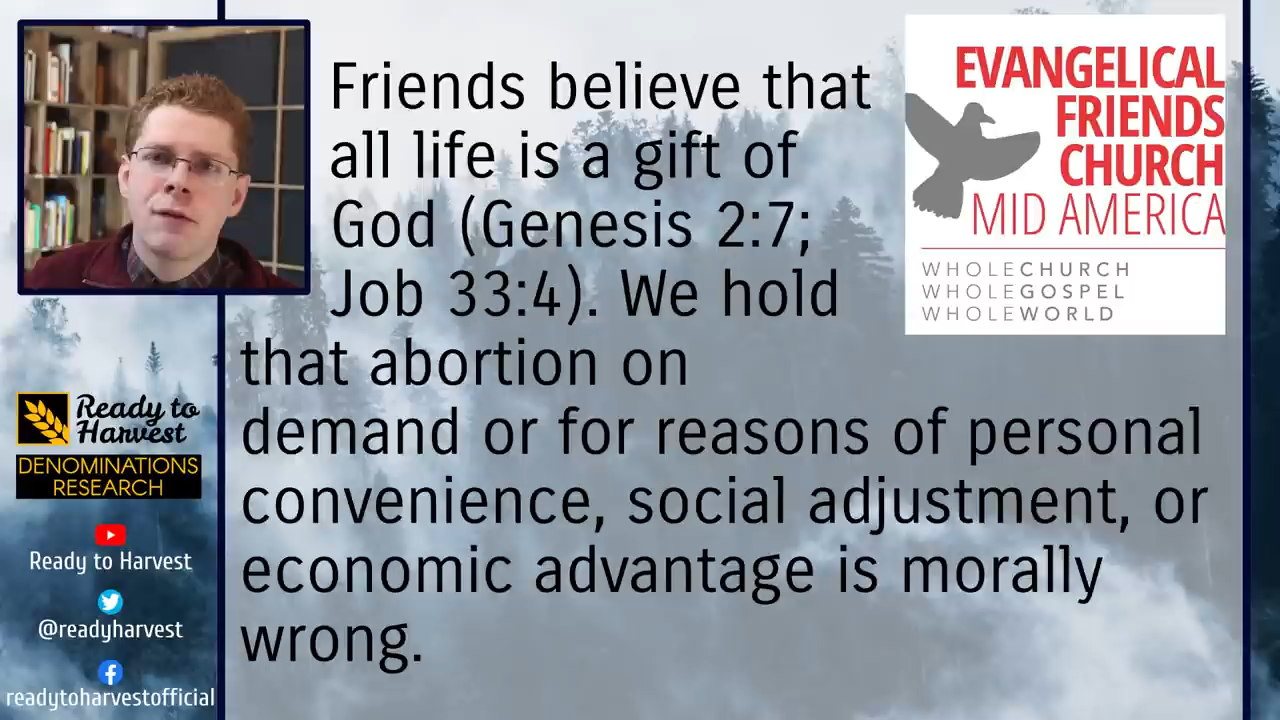 Friends believe that
all life is a gift of
God (Genesis 2:7;
Job 33:4). We hold
that abortion on
demand or for reasons of personal
convenience, social adjustment, or
economic advantage is morally
wrong.
EVANGELICAL
FRIENDS
CHURCH
MID AMERICA
WHOLECHURCH
WHOLEGOSPEL
WHOLEWORLD
Ready to
Harvest
DENOMINATIONS
RESEARCH
Ready to Harvest
@readyharvest
readytoharvestofficial